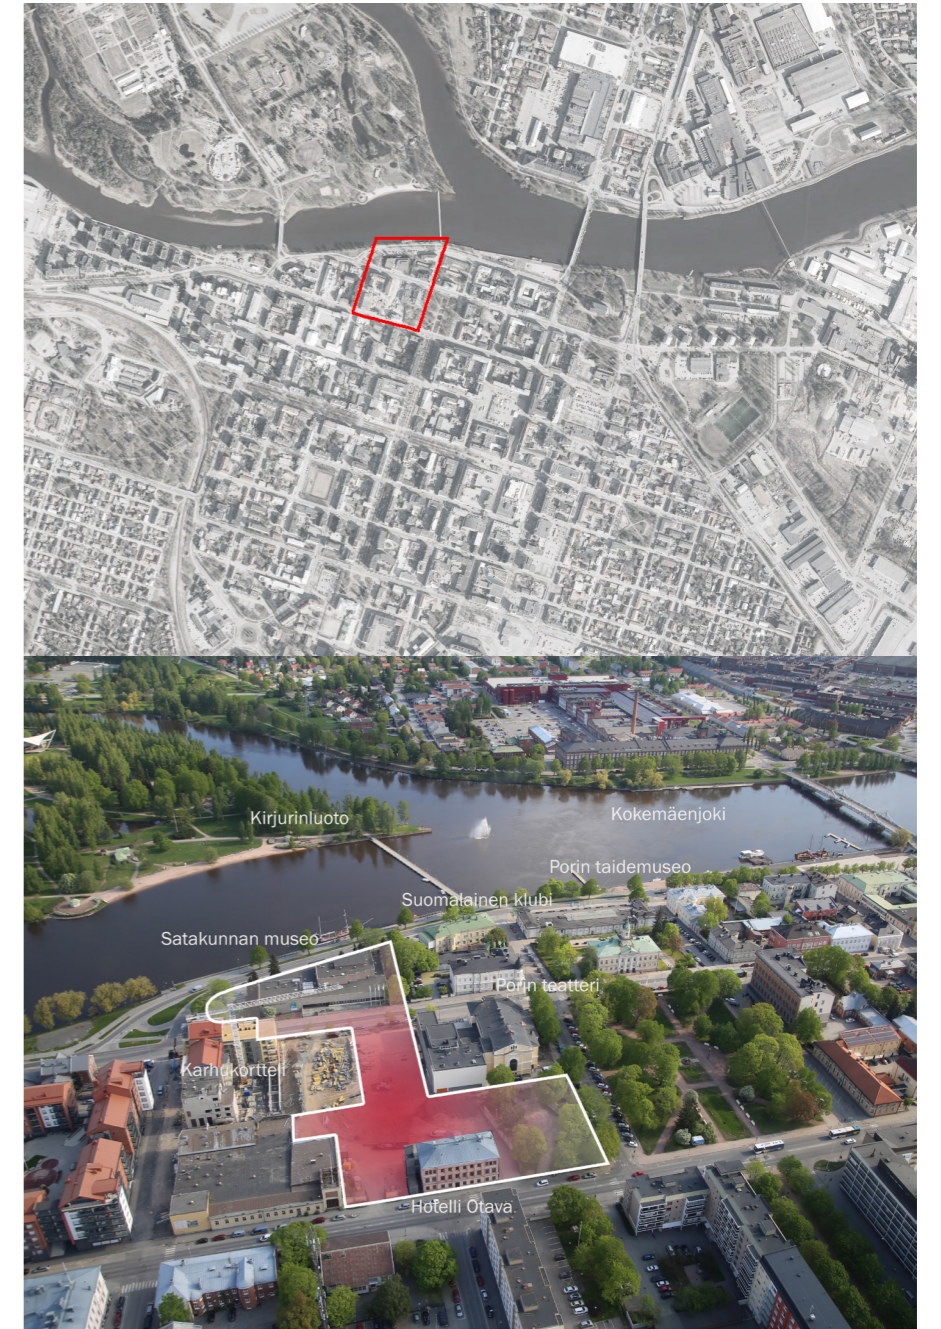 Kirjurinluoto
Kokemäenjoki
Porin taidemuseo
Suomalainen klubi
Satakunnan museo
Porin teatteri
Karhukortteli
Hotelli Otava